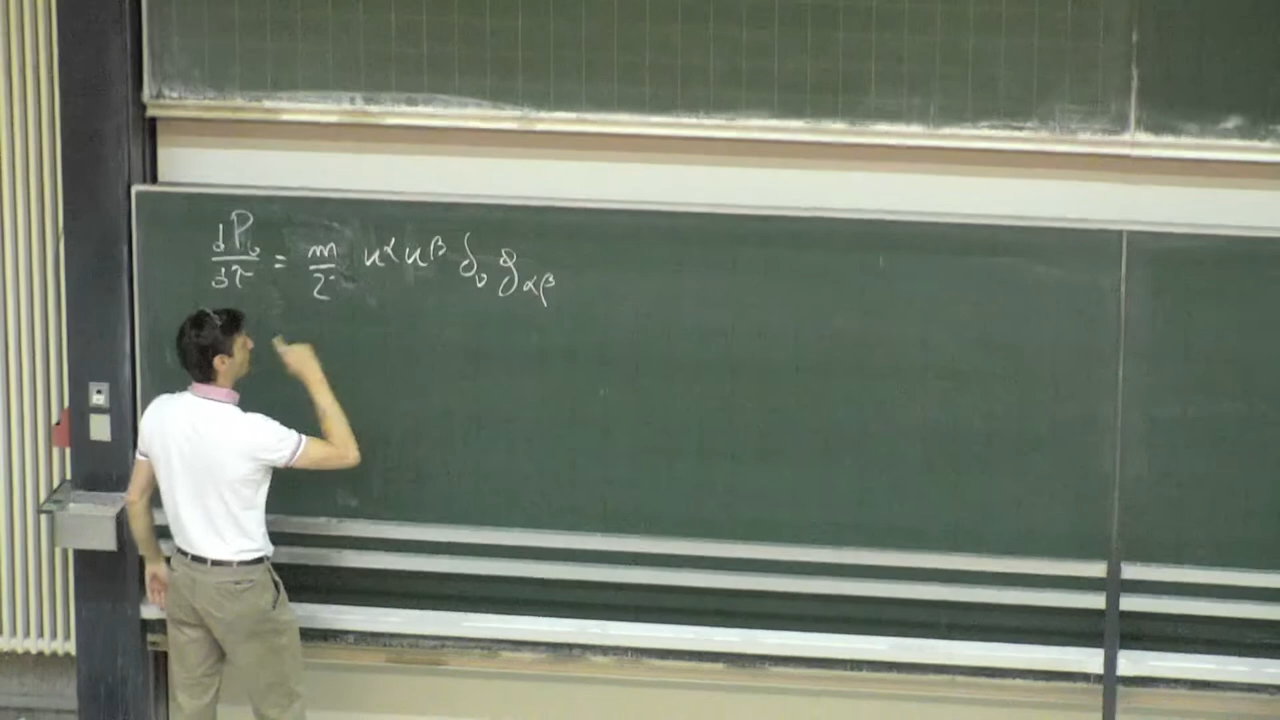 dP_ν/dτ = m/2 u^α u^β ∂_ν g_αβ